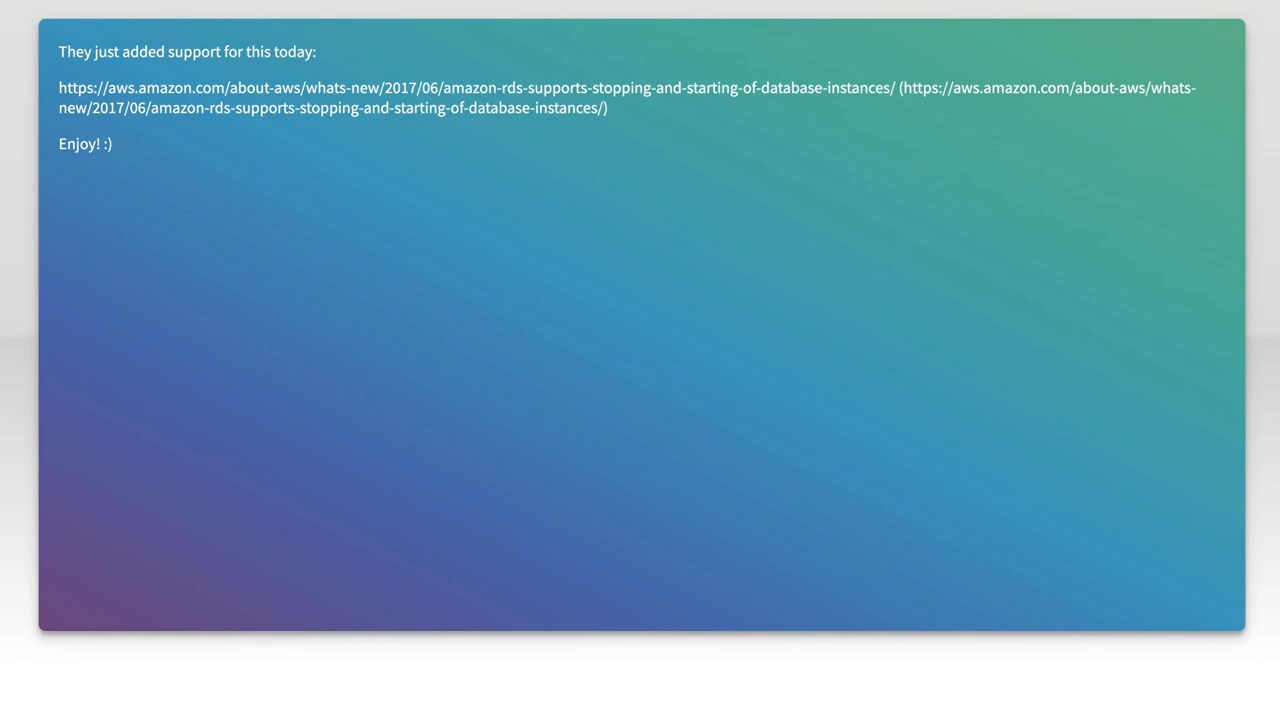 They just added support for this today:
https://aws.amazon.com/about-aws/whats-new/2017/06/amazon-rds-supports-stopping-and-starting-of-database-instances/ (https://aws.amazon.com/about-aws/whats-
new/2017/06/amazon-rds-supports-stopping-and-starting-of-database-instances/)
Enjoy! :)